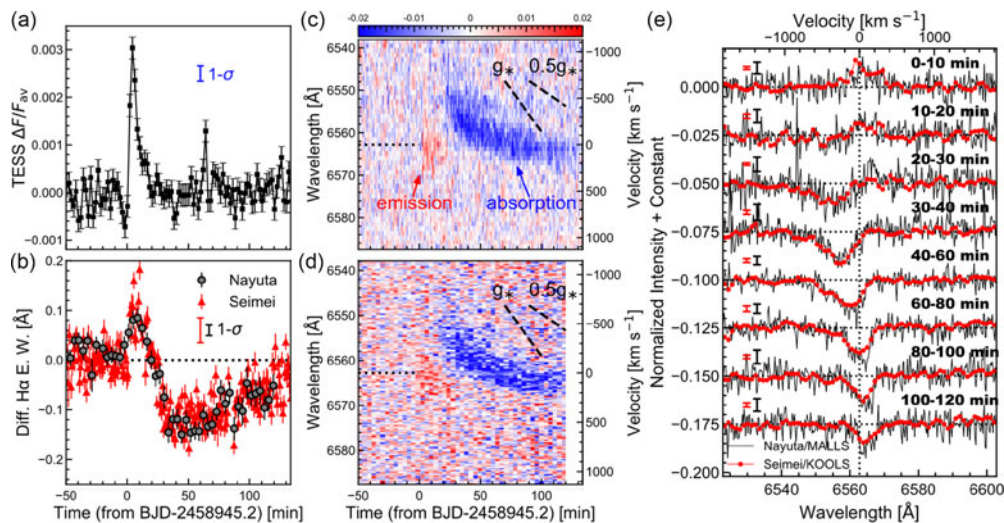 (a)
TESS ΔF/F_av
0.003
0.002
0.001
0.000
−0.001
1-σ
(b)
Diff. Hα E. W. [Å]
0.2
0.1
0.0
−0.1
−0.2
Nayuta
Seimei
1-σ
−50 0 50 100
Time (from BJD-2458945.2) [min]
(c)
−0.02 −0.01 0.00 0.01 0.02
Wavelength [Å]
6540
6550
6560
6570
6580
g* 0.5g*
emission
absorption
−1000
−500
0
500
1000
Velocity [km s⁻¹]
(d)
Wavelength [Å]
6540
6550
6560
6570
6580
g* 0.5g*
−1000
−500
0
500
1000
Velocity [km s⁻¹]
−50 0 50 100
Time (from BJD-2458945.2) [min]
(e)
Velocity [km s⁻¹]
−1000 0 1000
Normalized Intensity + Constant
0.000
−0.025
−0.050
−0.075
−0.100
−0.125
−0.150
−0.175
−0.200
0-10 min
10-20 min
20-30 min
30-40 min
40-60 min
60-80 min
80-100 min
100-120 min
Nayuta/MALLS
Seimei/KOOLS
6540 6560 6580 6600
Wavelength [Å]